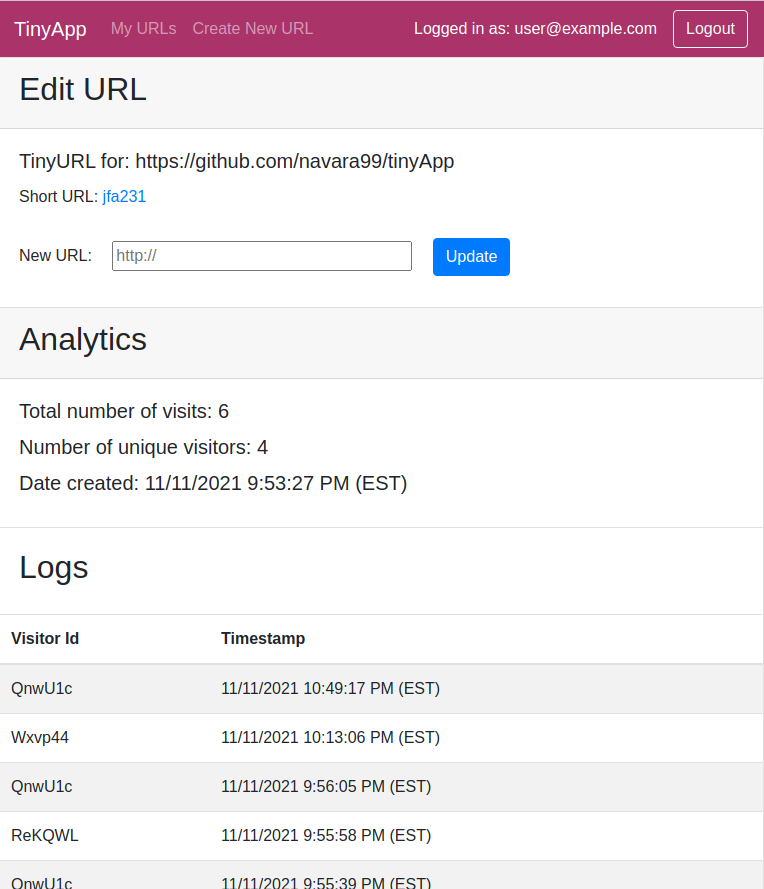 TinyApp My URLs Create New URL Logged in as: user@example.com Logout
Edit URL
TinyURL for: https://github.com/navara99/tinyApp
Short URL: jfa231
New URL: http:// Update
Analytics
Total number of visits: 6
Number of unique visitors: 4
Date created: 11/11/2021 9:53:27 PM (EST)
Logs
Visitor Id Timestamp
QnwU1c 11/11/2021 10:49:17 PM (EST)
Wxvp44 11/11/2021 10:13:06 PM (EST)
QnwU1c 11/11/2021 9:56:05 PM (EST)
ReKQWL 11/11/2021 9:55:58 PM (EST)
QnwU1c 11/11/2021 9:55:39 PM (EST)